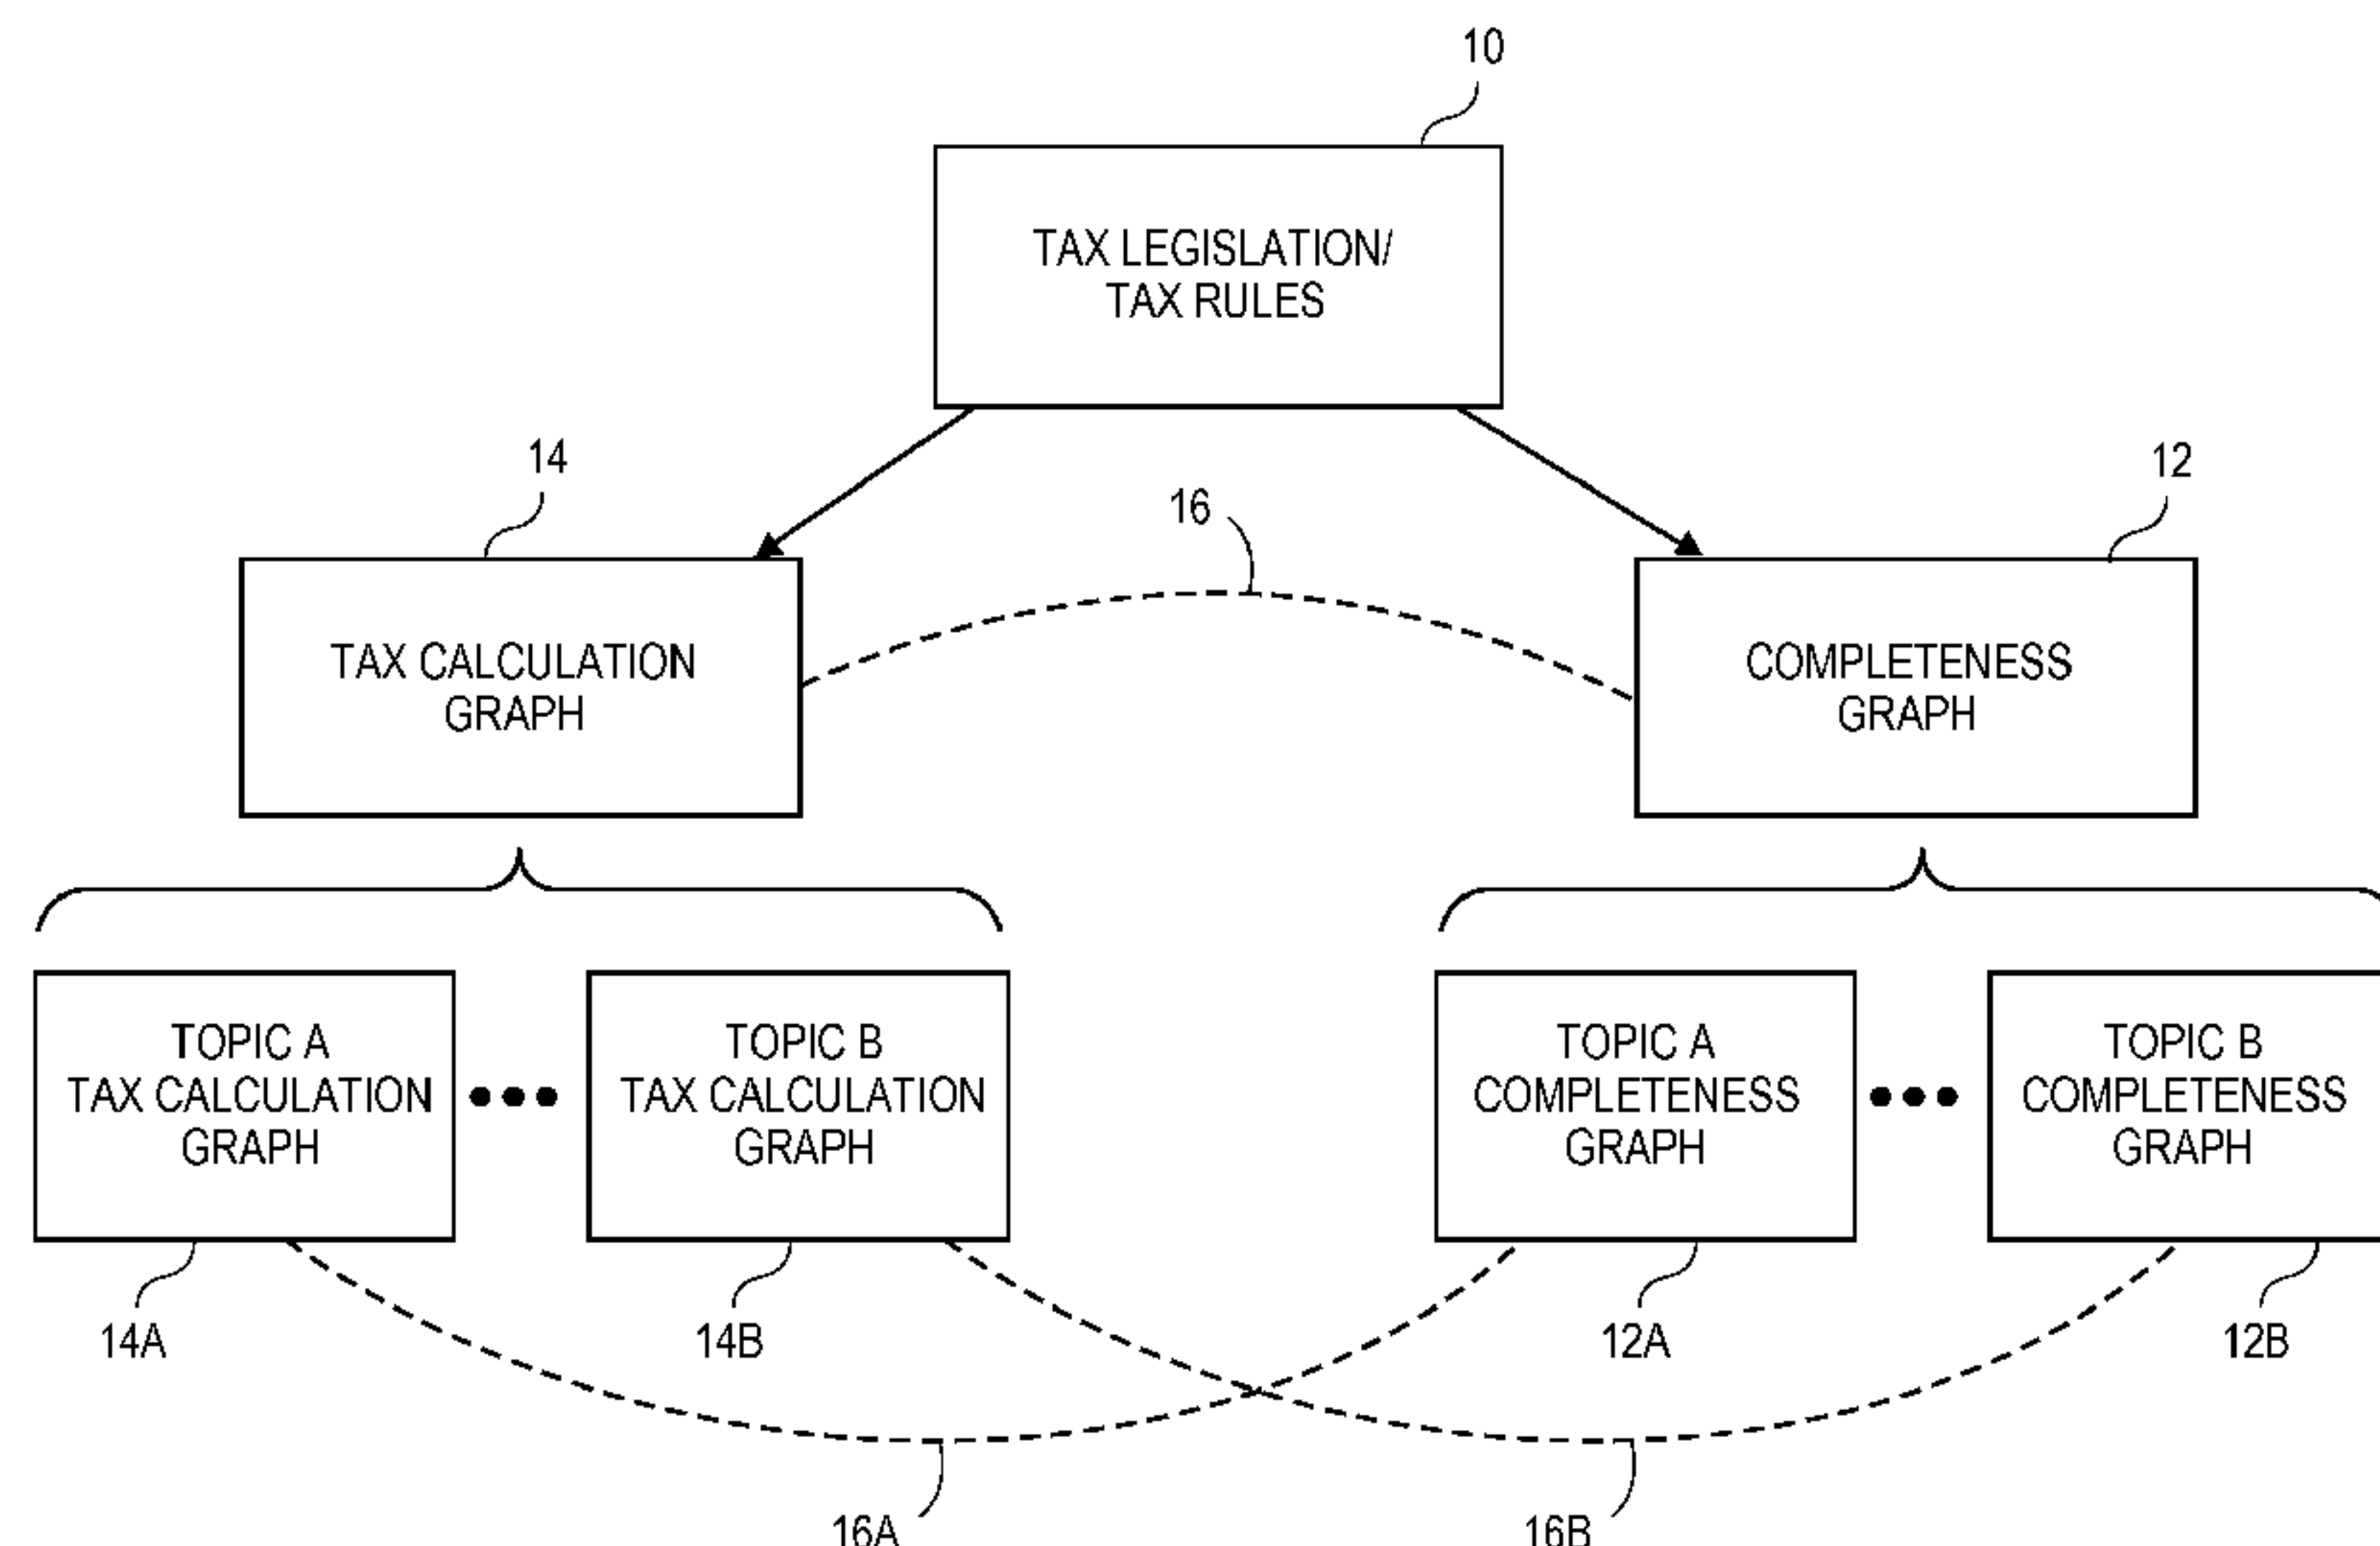 10
TAX LEGISLATION/
TAX RULES
14
16
12
TAX CALCULATION
GRAPH
COMPLETENESS
GRAPH
TOPIC A
TAX CALCULATION
GRAPH
TOPIC B
TAX CALCULATION
GRAPH
TOPIC A
COMPLETENESS
GRAPH
TOPIC B
COMPLETENESS
GRAPH
14A
14B
12A
12B
16A
16B